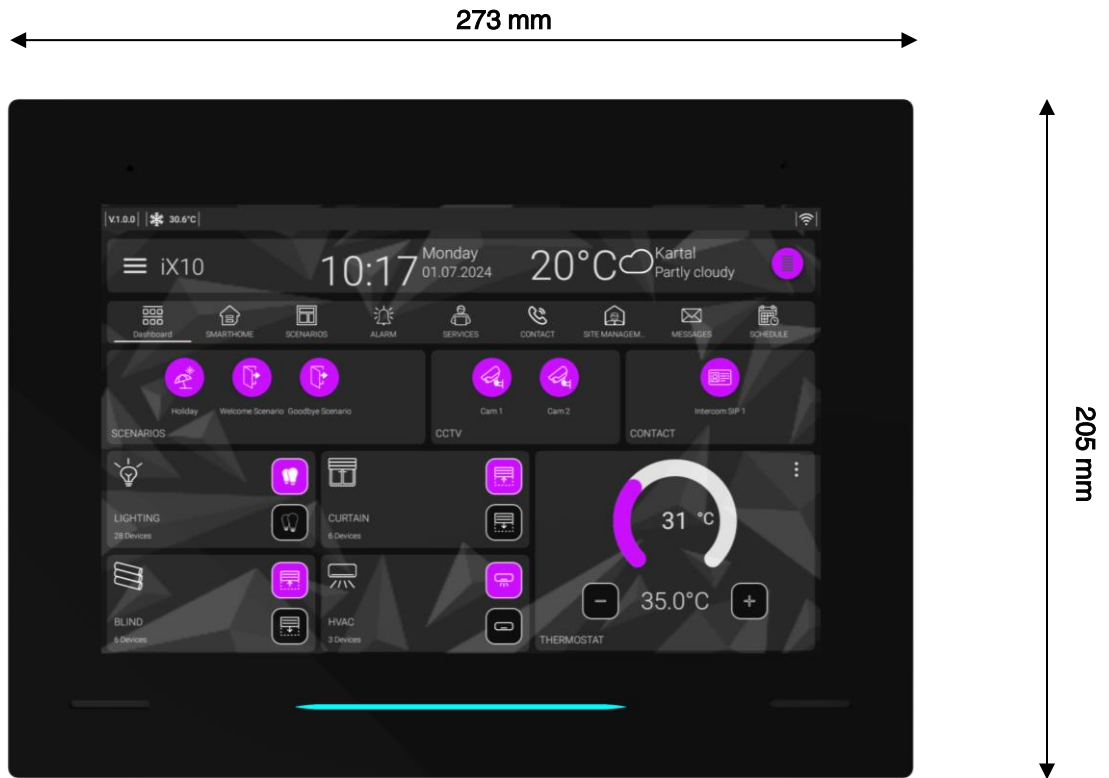 273 mm
V.1.0.0 30.6°C
iX10 10:17 Monday 01.07.2024 20°C Kartal Partly cloudy
Dashboard SMARTHOME SCENARIOS ALARM SERVICES CONTACT SITE MANAGEM... MESSAGES SCHEDULE
Holiday Welcome Scenario Goodbye Scenario Cam 1 Cam 2 Intercom SIP 1
SCENARIOS CCTV CONTACT
LIGHTING
28 Devices
CURTAIN
6 Devices
31 °C
BLIND
6 Devices
HVAC
3 Devices
- 35.0°C +
THERMOSTAT
205 mm